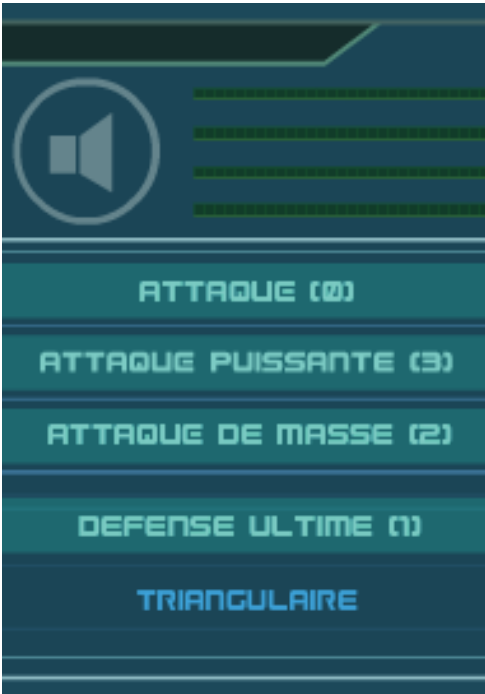 ATTAQUE (0)
ATTAQUE PUISSANTE (3)
ATTAQUE DE MASSE (2)
DEFENSE ULTIME (1)
TRIANGULAIRE